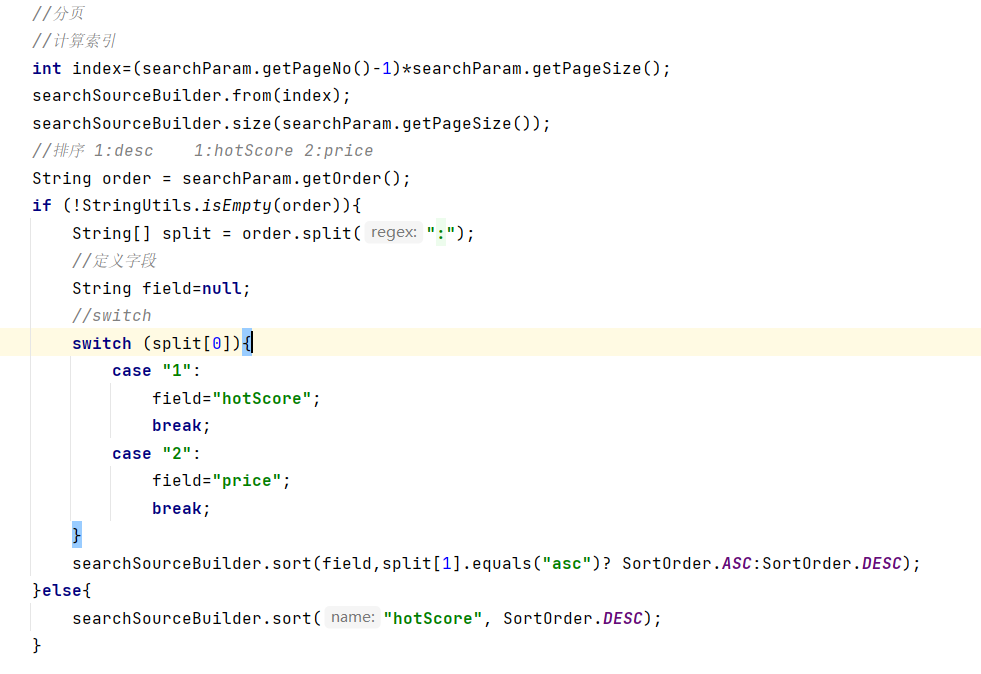 //分页
//计算索引
int index=(searchParam.getPageNo()-1)*searchParam.getPageSize();
searchSourceBuilder.from(index);
searchSourceBuilder.size(searchParam.getPageSize());
//排序 1:desc    1:hotScore 2:price
String order = searchParam.getOrder();
if (!StringUtils.isEmpty(order)){
    String[] split = order.split( regex: ":");
    //定义字段
    String field=null;
    //switch
    switch (split[0]){
        case "1":
            field="hotScore";
            break;
        case "2":
            field="price";
            break;
    }
    searchSourceBuilder.sort(field,split[1].equals("asc")? SortOrder.ASC:SortOrder.DESC);
}else{
    searchSourceBuilder.sort( name: "hotScore", SortOrder.DESC);
}